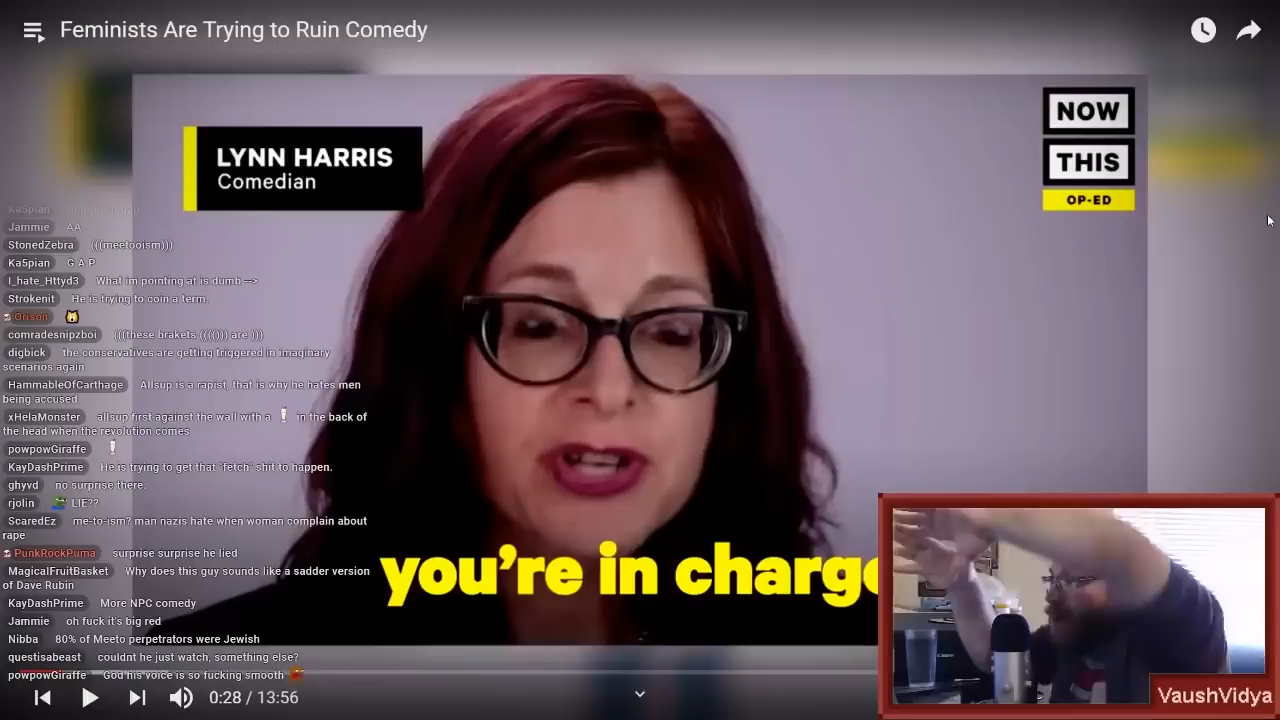 Feminists Are Trying to Ruin Comedy
LYNN HARRIS
Comedian
NOW
THIS
OP-ED
Ka5pian
Jammie AA
StonedZebra (((meetooism)))
Ka5pian G A P
I_hate_Httyd3 What im pointing at is dumb -->
Strokenit He is trying to coin a term.
Orison
comradesnipzboi (((these brakets (((())) are )))
digbick the conservatives are getting triggered in imaginary
scenarios again
HammableOfCarthage Allsup is a rapist, that is why he hates men
being accused
xHelaMonster allsup first against the wall with a in the back of
the head when the revolution comes
powpowGiraffe
KayDashPrime He is trying to get that "fetch" shit to happen.
ghyvd no surprise there.
rjolin LIE??
ScaredEz me-to-ism? man nazis hate when woman complain about
rape
PunkRockPuma surprise surprise he lied
MagicalFruitBasket Why does this guy sounds like a sadder version
of Dave Rubin
KayDashPrime More NPC comedy
Jammie oh fuck it's big red
Nibba 80% of Meeto perpetrators were Jewish
questisabeast couldnt he just watch, something else?
powpowGiraffe God his voice is so fucking smooth
you're in charge
0:28 / 13:56
VaushVidya